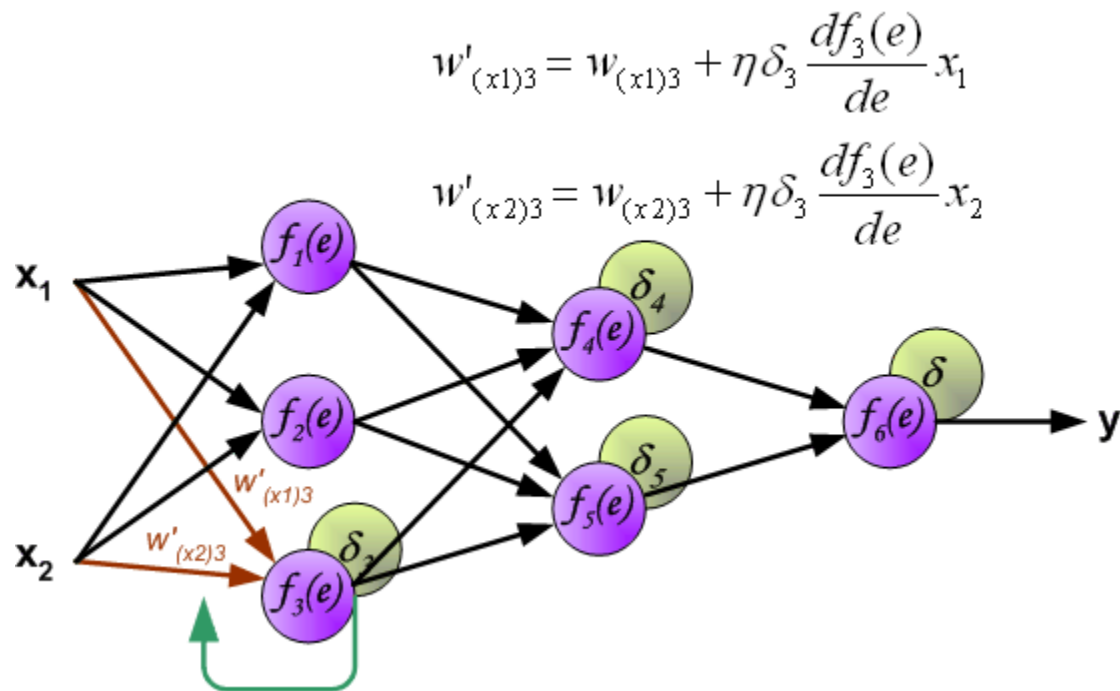 w'₍ₓ₁₎₃ = w₍ₓ₁₎₃ + ηδ₃ df₃(e)/de x₁
w'₍ₓ₂₎₃ = w₍ₓ₂₎₃ + ηδ₃ df₃(e)/de x₂
f₁(e)
x₁
δ₄
f₄(e)
δ
f₂(e)
f₆(e)
y
w'₍ₓ₁₎₃
δ₅
f₅(e)
w'₍ₓ₂₎₃
x₂
δ₃
f₃(e)